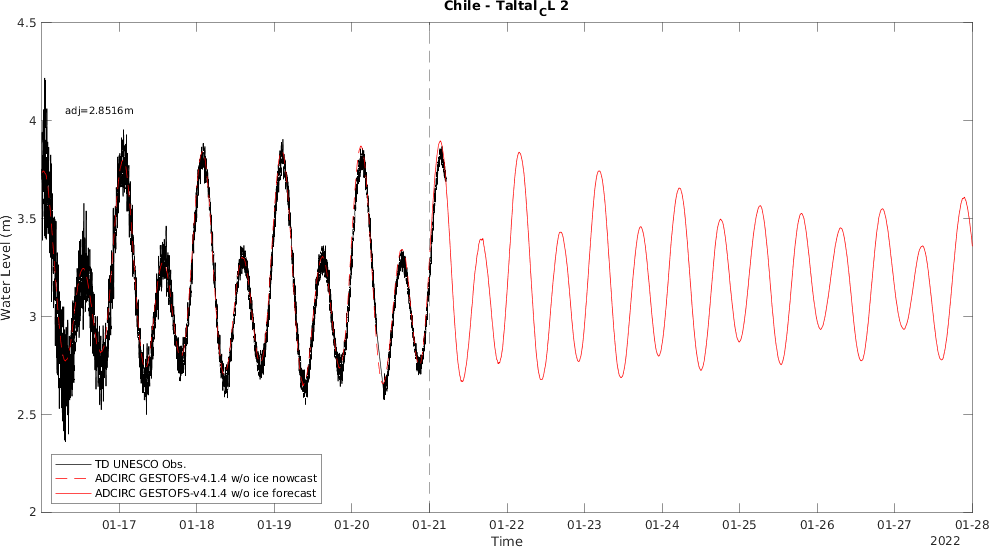 Chile - Taltal_CL 2
4.5
4
3.5
3
2.5
2
Water Level (m)
adj=2.8516m
TD UNESCO Obs.
ADCIRC GESTOFS-v4.1.4 w/o ice nowcast
ADCIRC GESTOFS-v4.1.4 w/o ice forecast
01-17 01-18 01-19 01-20 01-21 01-22 01-23 01-24 01-25 01-26 01-27 01-28
Time
2022